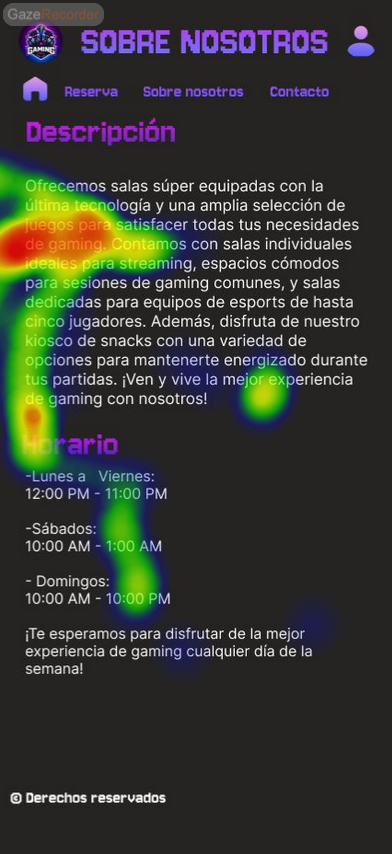 GazeRecorder
GAMING
SOBRE NOSOTROS
Reserva Sobre nosotros Contacto
Descripción
Ofrecemos salas súper equipadas con la
última tecnología y una amplia selección de
juegos para satisfacer todas tus necesidades
de gaming. Contamos con salas individuales
ideales para streaming, espacios cómodos
para sesiones de gaming comunes, y salas
dedicadas para equipos de esports de hasta
cinco jugadores. Además, disfruta de nuestro
kiosco de snacks con una variedad de
opciones para mantenerte energizado durante
tus partidas. ¡Ven y vive la mejor experiencia
de gaming con nosotros!
Horario
-Lunes a Viernes:
12:00 PM - 11:00 PM
-Sábados:
10:00 AM - 1:00 AM
- Domingos:
10:00 AM - 10:00 PM
¡Te esperamos para disfrutar de la mejor
experiencia de gaming cualquier día de la
semana!
© Derechos reservados